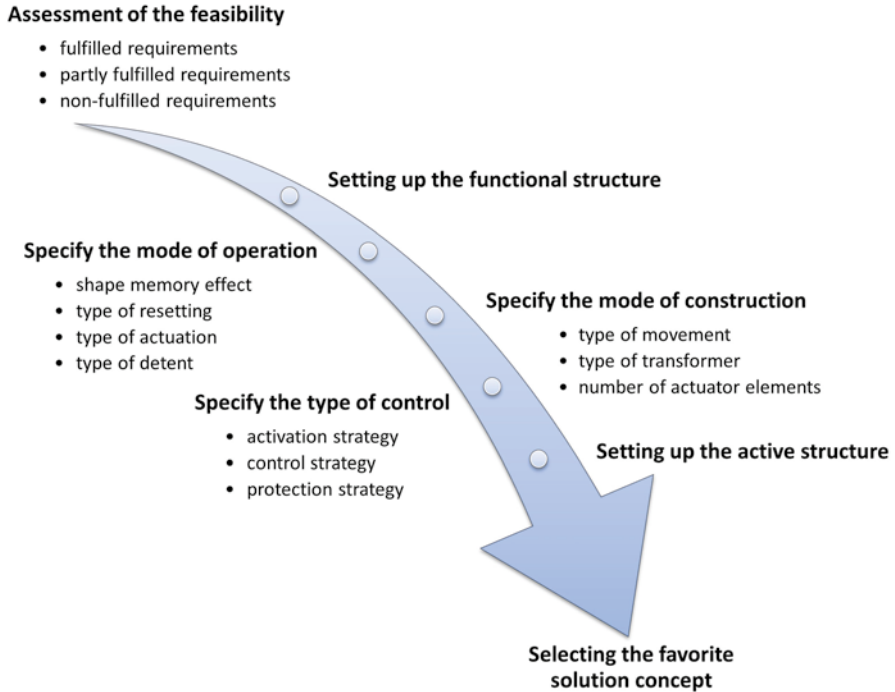 Assessment of the feasibility
• fulfilled requirements
• partly fulfilled requirements
• non-fulfilled requirements
Setting up the functional structure
Specify the mode of operation
• shape memory effect
• type of resetting
• type of actuation
• type of detent
Specify the mode of construction
• type of movement
• type of transformer
• number of actuator elements
Specify the type of control
• activation strategy
• control strategy
• protection strategy
Setting up the active structure
Selecting the favorite
solution concept